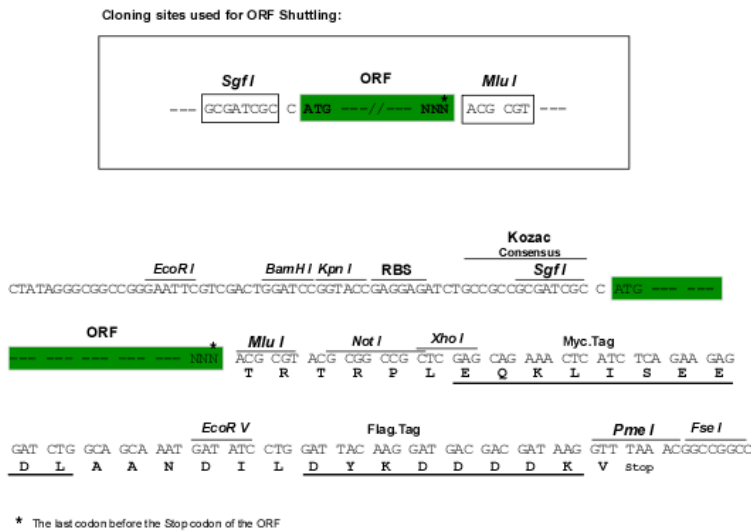 Cloning sites used for ORF Shuttling:
Sgf I ORF Mlu I
*
--- GCGATCGC C ATG ---//--- NNN ACG CGT ---
Kozac
Consensus
EcoR I BamH I Kpn I RBS Sgf I
CTATAGGGCGGCCGGGAATTCGTCGACTGGATCCGGTACCGAGGAGATCTGCCGCCGCGATCGC C ATG --- ---
ORF * Mlu I Not I Xho I Myc.Tag
--- --- --- --- --- NNN ACG CGT ACG CGG CCG CTC GAG CAG AAA CTC ATC TCA GAA GAG
T R T R P L E Q K L I S E E
EcoR V Flag.Tag Pme I Fse I
GAT CTG GCA GCA AAT GAT ATC CTG GAT TAC AAG GAT GAC GAC GAT AAG GTT TAA ACGGCCGGCC
D L A A N D I L D Y K D D D D K V Stop
* The last codon before the Stop codon of the ORF